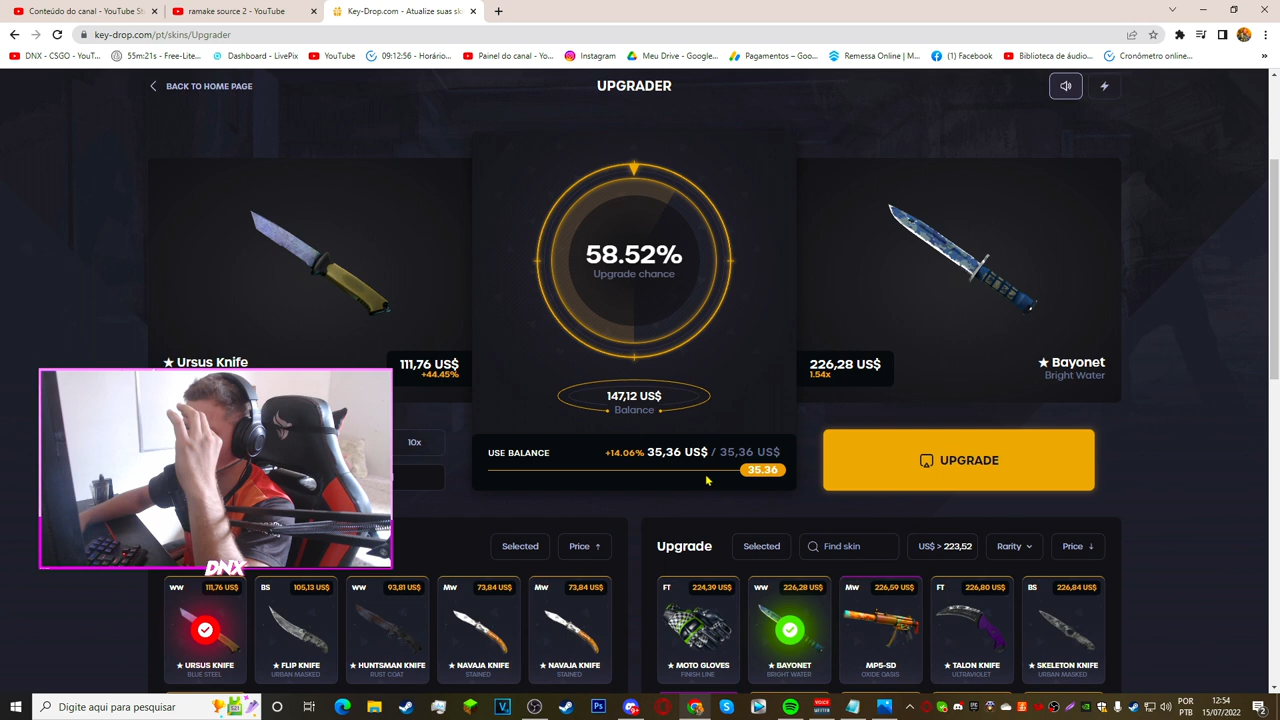 Conteúdo do canal - YouTube St
ramake source 2 - YouTube
Key-Drop.com - Atualize suas sk
key-drop.com/pt/skins/Upgrader
DNX - CSGO - YouT...
55m:21s - Free-Lite...
Dashboard - LivePix
YouTube
09:12:56 - Horário...
Painel do canal - Yo...
Instagram
Meu Drive - Google...
Pagamentos – Goo...
Remessa Online | M...
(1) Facebook
Biblioteca de áudio...
Cronômetro online...
BACK TO HOME PAGE
UPGRADER
58.52%
Upgrade chance
★ Ursus Knife
111,76 US$
+44.45%
226,28 US$
1.54x
★ Bayonet
Bright Water
147,12 US$
Balance
10x
USE BALANCE
+14.06% 35,36 US$ / 35,36 US$
35.36
UPGRADE
DNX
Selected
Price ↑
Upgrade
Selected
Find skin
US$ > 223,52
Rarity
Price ↓
WW 111,76 US$
BS 105,13 US$
WW 93,81 US$
MW 73,84 US$
MW 73,84 US$
FT 224,39 US$
WW 226,28 US$
MW 226,59 US$
FT 226,80 US$
BS 226,84 US$
★ URSUS KNIFE
BLUE STEEL
★ FLIP KNIFE
URBAN MASKED
★ HUNTSMAN KNIFE
RUST COAT
★ NAVAJA KNIFE
STAINED
★ NAVAJA KNIFE
STAINED
★ MOTO GLOVES
FINISH LINE
★ BAYONET
BRIGHT WATER
MP5-SD
OXIDE OASIS
★ TALON KNIFE
ULTRAVIOLET
★ SKELETON KNIFE
URBAN MASKED
Digite aqui para pesquisar
POR
PTB
12:54
15/07/2022